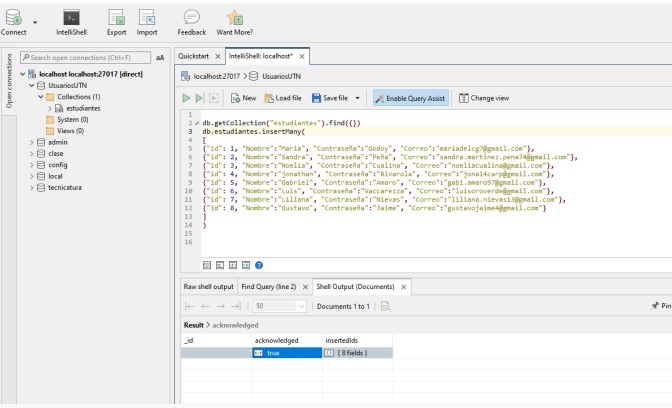 Connect
IntelliShell
Export
Import
Feedback
Want More?
Open connections
Search open connections (Ctrl+F)
aA
localhost localhost:27017 [direct]
UsuariosUTN
Collections (1)
estudiantes
System (0)
Views (0)
admin
clase
config
local
tecnicatura
Quickstart
IntelliShell: localhost*
localhost:27017 > UsuariosUTN
New
Load file
Save file
Enable Query Assist
Change view
1
2 db.getCollection("estudiantes").find({})
3 db.estudiantes.insertMany(
4 [
5 {"id": 1, "Nombre":"Maria", "Contraseña":"Godoy", "Correo":"mariadelcg7@gmail.com"},
6 {"id": 2, "Nombre":"Sandra", "Contraseña":"Peña", "Correo":"sandra.martinez.pena74@gmail.com"},
7 {"id": 3, "Nombre":"Noelia", "Contraseña":"Cualina", "Correo":"noeliacualina@gmail.com"},
8 {"id": 4, "Nombre":"jonathan", "Contraseña":"Rivarola", "Correo":"jona14carp@gmail.com"},
9 {"id": 5, "Nombre":"Gabriel", "Contraseña":"Amaro", "Correo":"gabi.amaro97@gmail.com"},
10 {"id": 6, "Nombre":"Luis", "Contraseña":"Vaccarezza", "Correo":"luisoroverde@gmail.com"},
11 {"id": 7, "Nombre":"Liliana", "Contraseña":"Nievas", "Correo":"liliana.nievas13@gmail.com"},
12 {"id": 8, "Nombre":"Gustavo", "Contraseña":"Jaime", "Correo":"gustavojaime4@gmail.com"}
13 ]
14 )
15
16
Raw shell output
Find Query (line 2)
Shell Output (Documents)
50
Documents 1 to 1
Pin
Result > acknowledged
_id
acknowledged
insertedIds
true
{ 8 fields }